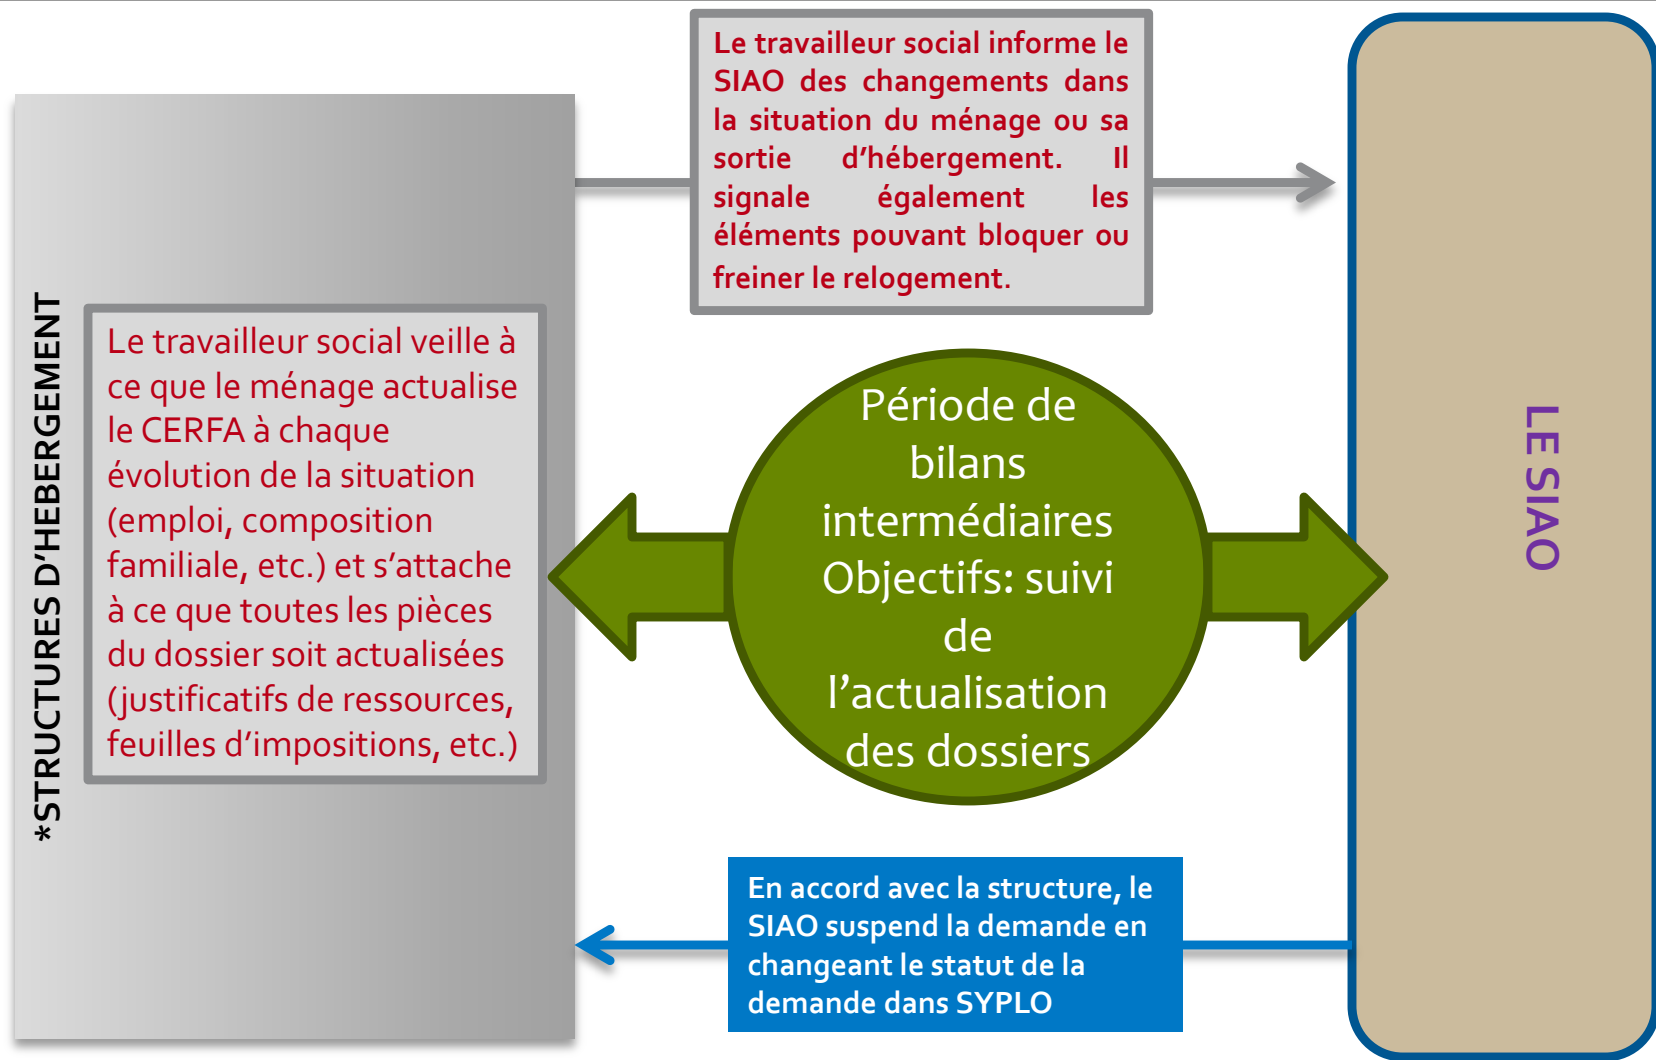 *STRUCTURES D’HEBERGEMENT
Le travailleur social veille à
ce que le ménage actualise
le CERFA à chaque
évolution de la situation
(emploi, composition
familiale, etc.) et s’attache
à ce que toutes les pièces
du dossier soit actualisées
(justificatifs de ressources,
feuilles d’impositions, etc.)
Le travailleur social informe le
SIAO des changements dans
la situation du ménage ou sa
sortie d’hébergement. Il
signale également les
éléments pouvant bloquer ou
freiner le relogement.
Période de
bilans
intermédiaires
Objectifs: suivi
de
l’actualisation
des dossiers
En accord avec la structure, le
SIAO suspend la demande en
changeant le statut de la
demande dans SYPLO
LE SIAO